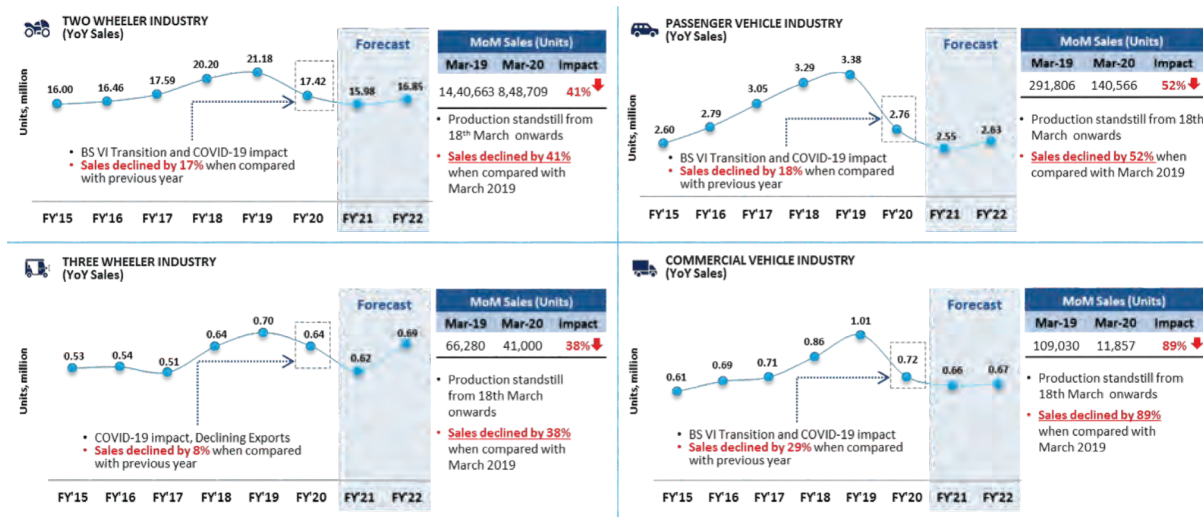 TWO WHEELER INDUSTRY
(YoY Sales)
Units, million
16.00
16.46
17.59
20.20
21.18
17.42
Forecast
15.98
16.85
• BS VI Transition and COVID-19 impact
• Sales declined by 17% when compared
with previous year
FY'15 FY'16 FY'17 FY'18 FY'19 FY'20 FY'21 FY'22
MoM Sales (Units)
Mar-19 Mar-20 Impact
14,40,663 8,48,709 41%
• Production standstill from
18th March onwards
• Sales declined by 41%
when compared with
March 2019
PASSENGER VEHICLE INDUSTRY
(YoY Sales)
Units, million
2.60
2.79
3.05
3.29
3.38
2.76
Forecast
2.55
2.63
• BS VI Transition and COVID-19 impact
• Sales declined by 18% when compared
with previous year
FY'15 FY'16 FY'17 FY'18 FY'19 FY'20 FY'21 FY'22
MoM Sales (Units)
Mar-19 Mar-20 Impact
291,806 140,566 52%
• Production standstill from 18th
March onwards
• Sales declined by 52% when
compared with March 2019
THREE WHEELER INDUSTRY
(YoY Sales)
Units, million
0.53
0.54
0.51
0.64
0.70
0.64
Forecast
0.62
0.69
• COVID-19 impact, Declining Exports
• Sales declined by 8% when compared
with previous year
FY'15 FY'16 FY'17 FY'18 FY'19 FY'20 FY'21 FY'22
MoM Sales (Units)
Mar-19 Mar-20 Impact
66,280 41,000 38%
• Production standstill
from 18th March
onwards
• Sales declined by 38%
when compared with
March 2019
COMMERCIAL VEHICLE INDUSTRY
(YoY Sales)
Units, million
0.61
0.69
0.71
0.86
1.01
0.72
Forecast
0.66
0.67
• BS VI Transition and COVID-19 impact
• Sales declined by 29% when compared
with previous year
FY'15 FY'16 FY'17 FY'18 FY'19 FY'20 FY'21 FY'22
MoM Sales (Units)
Mar-19 Mar-20 Impact
109,030 11,857 89%
• Production standstill from
18th March onwards
• Sales declined by 89%
when compared with
March 2019